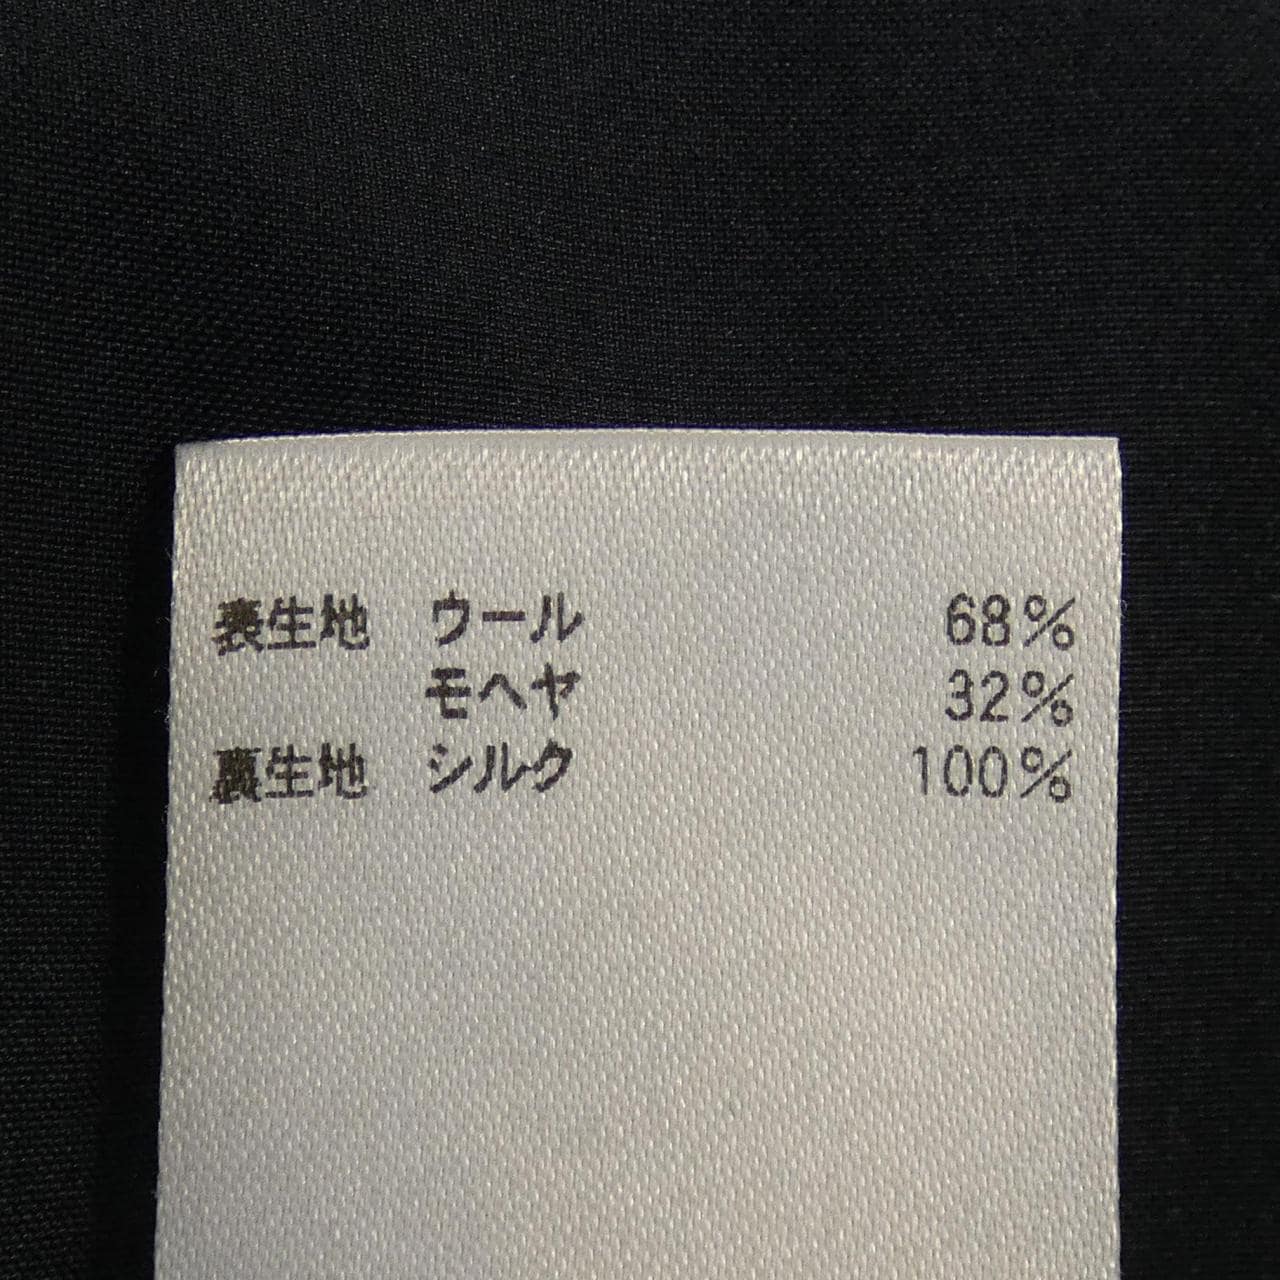 表生地 ウール 68%
モヘヤ 32%
裏生地 シルク 100%